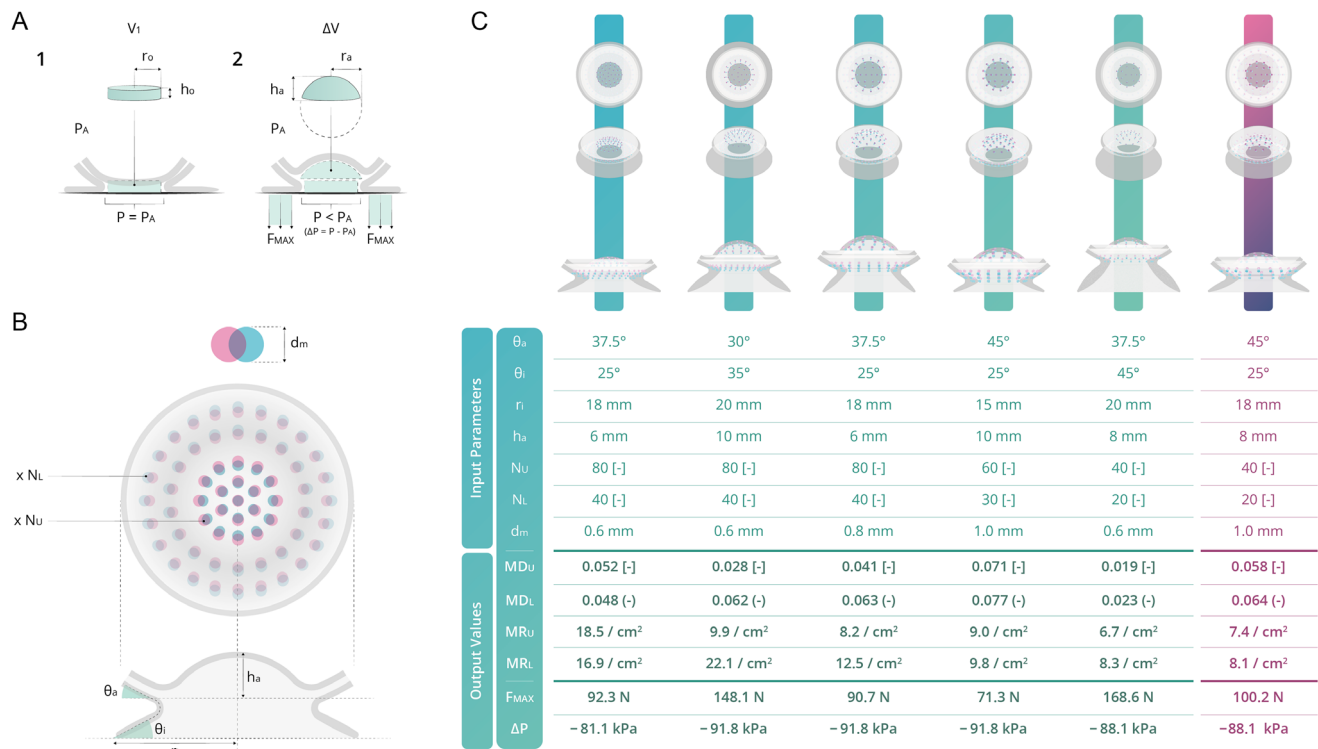 A
V₁
ΔV
1
rₒ
hₒ
PA
P = PA
2
ra
ha
PA
P < PA
(ΔP = P - PA)
FMAX
FMAX
B
dm
x NL
x NU
ha
θa
θi
C
Input Parameters
θa 37.5° 30° 37.5° 45° 37.5° 45°
θi 25° 35° 25° 25° 45° 25°
ri 18 mm 20 mm 18 mm 15 mm 20 mm 18 mm
ha 6 mm 10 mm 6 mm 10 mm 8 mm 8 mm
NU 80 [-] 80 [-] 80 [-] 60 [-] 40 [-] 40 [-]
NL 40 [-] 40 [-] 40 [-] 30 [-] 20 [-] 20 [-]
dm 0.6 mm 0.6 mm 0.8 mm 1.0 mm 0.6 mm 1.0 mm
Output Values
MDU 0.052 [-] 0.028 [-] 0.041 [-] 0.071 [-] 0.019 [-] 0.058 [-]
MDL 0.048 (-) 0.062 (-) 0.063 (-) 0.077 (-) 0.023 (-) 0.064 (-)
MRU 18.5 / cm² 9.9 / cm² 8.2 / cm² 9.0 / cm² 6.7 / cm² 7.4 / cm²
MRL 16.9 / cm² 22.1 / cm² 12.5 / cm² 9.8 / cm² 8.3 / cm² 8.1 / cm²
FMAX 92.3 N 148.1 N 90.7 N 71.3 N 168.6 N 100.2 N
ΔP −81.1 kPa −91.8 kPa −91.8 kPa −91.8 kPa −88.1 kPa −88.1 kPa